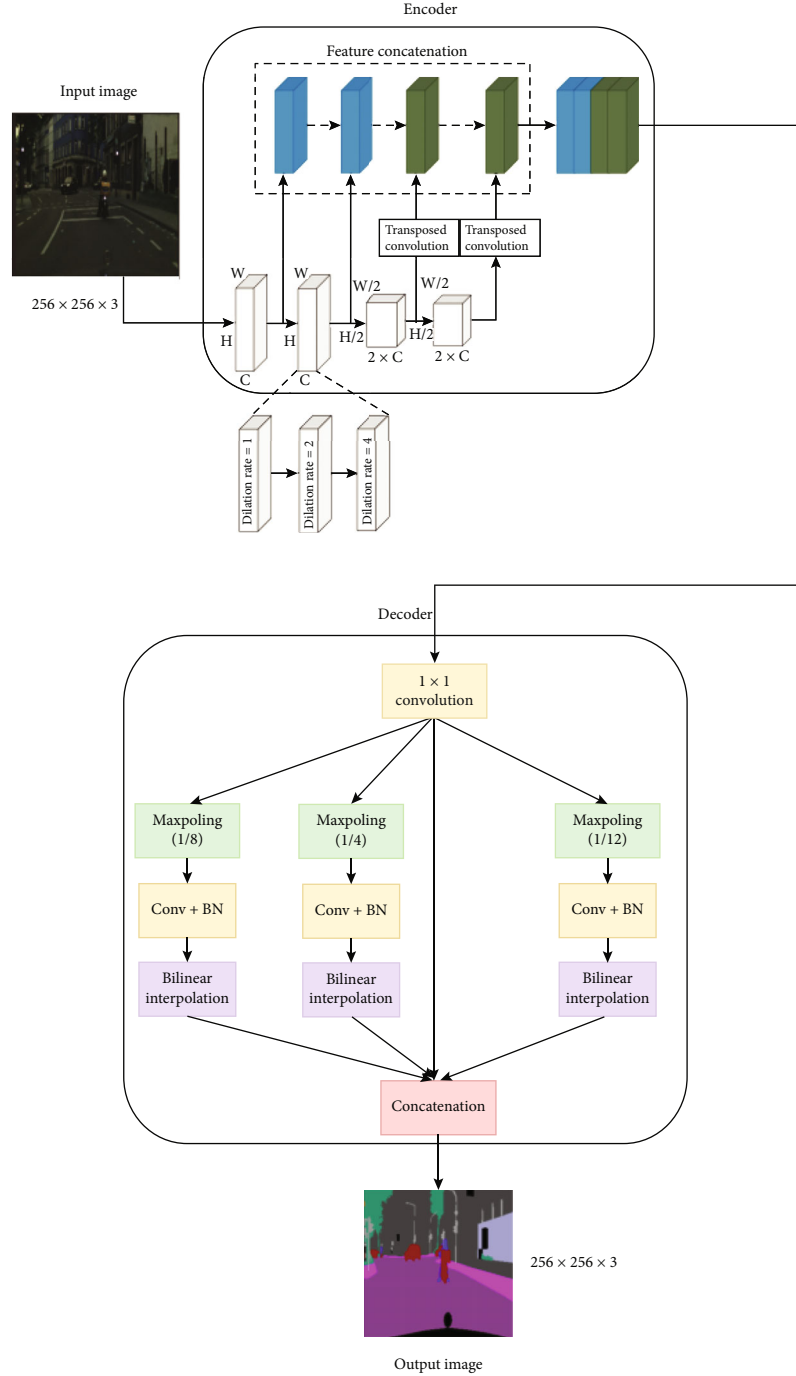 Encoder
Feature concatenation
Input image
Transposed
convolution
Transposed
convolution
256 × 256 × 3
W
H
C
W
H
C
W/2
H/2
2 × C
W/2
H/2
2 × C
Dilation rate = 1
Dilation rate = 2
Dilation rate = 4
Decoder
1 × 1
convolution
Maxpoling
(1/8)
Maxpoling
(1/4)
Maxpoling
(1/12)
Conv + BN
Conv + BN
Conv + BN
Bilinear
interpolation
Bilinear
interpolation
Bilinear
interpolation
Concatenation
256 × 256 × 3
Output image